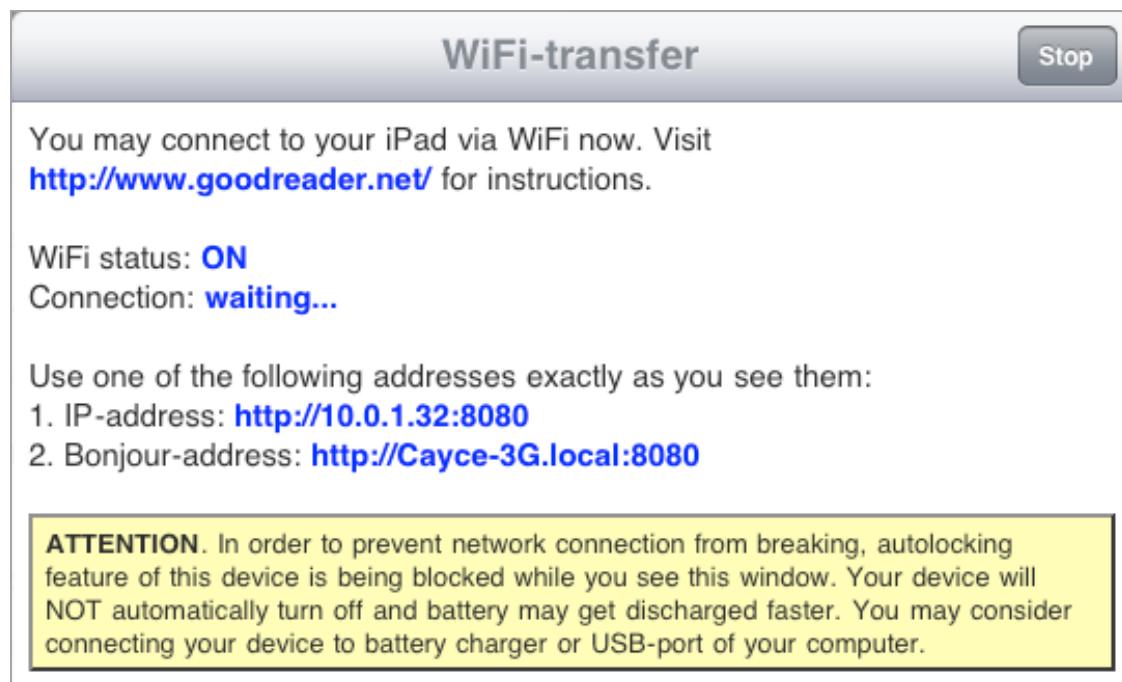 WiFi-transfer
Stop
You may connect to your iPad via WiFi now. Visit
http://www.goodreader.net/ for instructions.
WiFi status: ON
Connection: waiting...
Use one of the following addresses exactly as you see them:
1. IP-address: http://10.0.1.32:8080
2. Bonjour-address: http://Cayce-3G.local:8080
ATTENTION. In order to prevent network connection from breaking, autolocking
feature of this device is being blocked while you see this window. Your device will
NOT automatically turn off and battery may get discharged faster. You may consider
connecting your device to battery charger or USB-port of your computer.